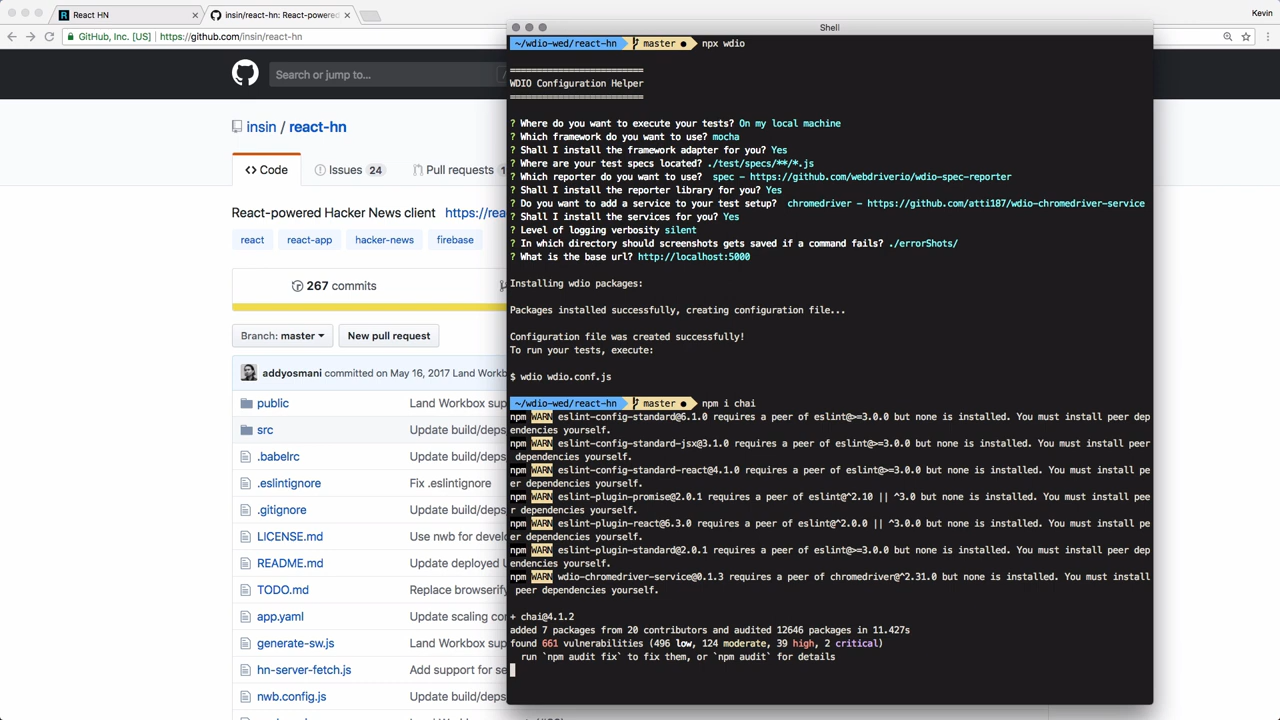 React HN
insin/react-hn: React-powered
Kevin
GitHub, Inc. [US]
https://github.com/insin/react-hn
Search or jump to...
insin / react-hn
Code
Issues 24
Pull requests
React-powered Hacker News client
react
react-app
hacker-news
firebase
267 commits
Branch: master
New pull request
addyosmani committed on May 16, 2017 Land Workbo
public Land Workbox sup
src Update build/deps
.babelrc Update build/deps
.eslintignore Fix .eslintignore
.gitignore Update build/deps
LICENSE.md Use nwb for develo
README.md Update deployed U
TODO.md Replace browserify
app.yaml Update scaling con
generate-sw.js Land Workbox sup
hn-server-fetch.js Add support for se
nwb.config.js Update build/deps
Shell
~/wdio-wed/react-hn master ● npx wdio
=========================
WDIO Configuration Helper
=========================
? Where do you want to execute your tests? On my local machine
? Which framework do you want to use? mocha
? Shall I install the framework adapter for you? Yes
? Where are your test specs located? ./test/specs/**/*.js
? Which reporter do you want to use?  spec - https://github.com/webdriverio/wdio-spec-reporter
? Shall I install the reporter library for you? Yes
? Do you want to add a service to your test setup?  chromedriver - https://github.com/atti187/wdio-chromedriver-service
? Shall I install the services for you? Yes
? Level of logging verbosity silent
? In which directory should screenshots gets saved if a command fails? ./errorShots/
? What is the base url? http://localhost:5000
Installing wdio packages:
Packages installed successfully, creating configuration file...
Configuration file was created successfully!
To run your tests, execute:
$ wdio wdio.conf.js
~/wdio-wed/react-hn master ● npm i chai
npm WARN eslint-config-standard@6.1.0 requires a peer of eslint@>=3.0.0 but none is installed. You must install peer dep
endencies yourself.
npm WARN eslint-config-standard-jsx@3.1.0 requires a peer of eslint@>=3.0.0 but none is installed. You must install peer
 dependencies yourself.
npm WARN eslint-config-standard-react@4.1.0 requires a peer of eslint@>=3.0.0 but none is installed. You must install pe
er dependencies yourself.
npm WARN eslint-plugin-promise@2.0.1 requires a peer of eslint@^2.10 || ^3.0 but none is installed. You must install pee
r dependencies yourself.
npm WARN eslint-plugin-react@6.3.0 requires a peer of eslint@^2.0.0 || ^3.0.0 but none is installed. You must install pe
er dependencies yourself.
npm WARN eslint-plugin-standard@2.0.1 requires a peer of eslint@>=3.0.0 but none is installed. You must install peer dep
endencies yourself.
npm WARN wdio-chromedriver-service@0.1.3 requires a peer of chromedriver@^2.31.0 but none is installed. You must install
 peer dependencies yourself.
+ chai@4.1.2
added 7 packages from 20 contributors and audited 12646 packages in 11.427s
found 661 vulnerabilities (496 low, 124 moderate, 39 high, 2 critical)
  run `npm audit fix` to fix them, or `npm audit` for details